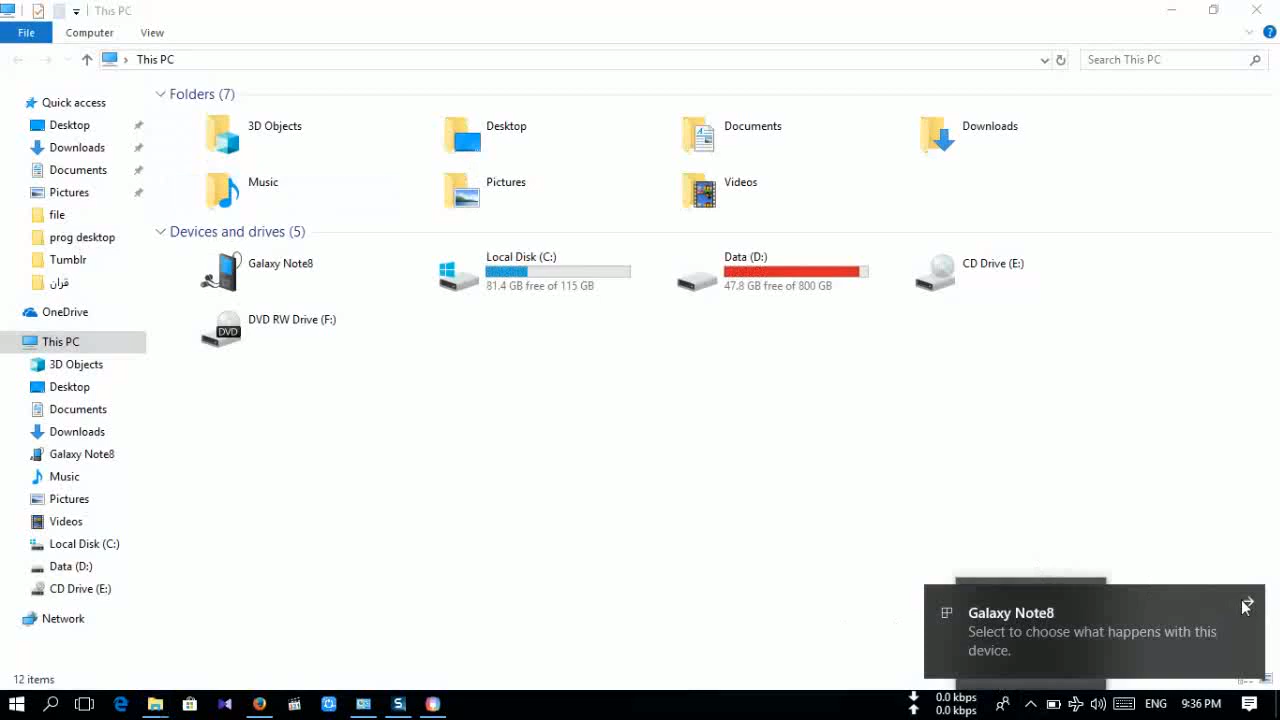 This PC
File
Computer
View
This PC
Search This PC
Quick access
Desktop
Downloads
Documents
Pictures
file
prog desktop
Tumblr
قران
OneDrive
This PC
3D Objects
Desktop
Documents
Downloads
Galaxy Note8
Music
Pictures
Videos
Local Disk (C:)
Data (D:)
CD Drive (E:)
Network
Folders (7)
3D Objects
Desktop
Documents
Downloads
Music
Pictures
Videos
Devices and drives (5)
Galaxy Note8
Local Disk (C:)
81.4 GB free of 115 GB
Data (D:)
47.8 GB free of 800 GB
CD Drive (E:)
DVD
DVD RW Drive (F:)
Galaxy Note8
Select to choose what happens with this
device.
12 items
0.0 kbps
0.0 kbps
ENG
9:36 PM